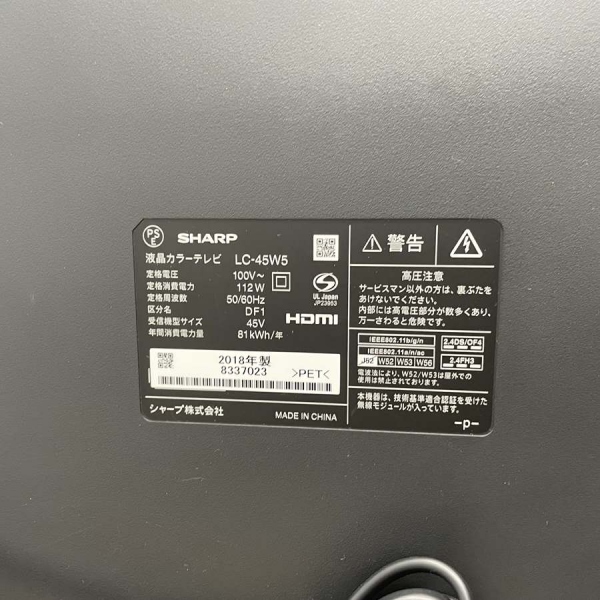 PS
E
SHARP
液晶カラーテレビ LC-45W5
定格電圧 100V～
定格消費電力 112W
定格周波数 50/60Hz
区分名 DF1
受信機型サイズ 45V
年間消費電力量 81kWh/年
UL Japan
JP23953
HDMI
2018年製
8337023
>PET<
シャープ株式会社
MADE IN CHINA
警告
高圧注意
サービスマン以外の方は、裏ぶたを
あけないでください。
内部には高電圧部分が数多くあり、
万一さわると危険です。
IEEE802.11b/g/n
IEEE802.11a/n/ac
J52 W52 W53 W56
2.4DS/OF4
2.4FH3
電波法により、W52/W53は屋外での
使用は禁止されています。
本機器は、技術基準適合認証を受けた
無線モジュールが入っています。
-p-